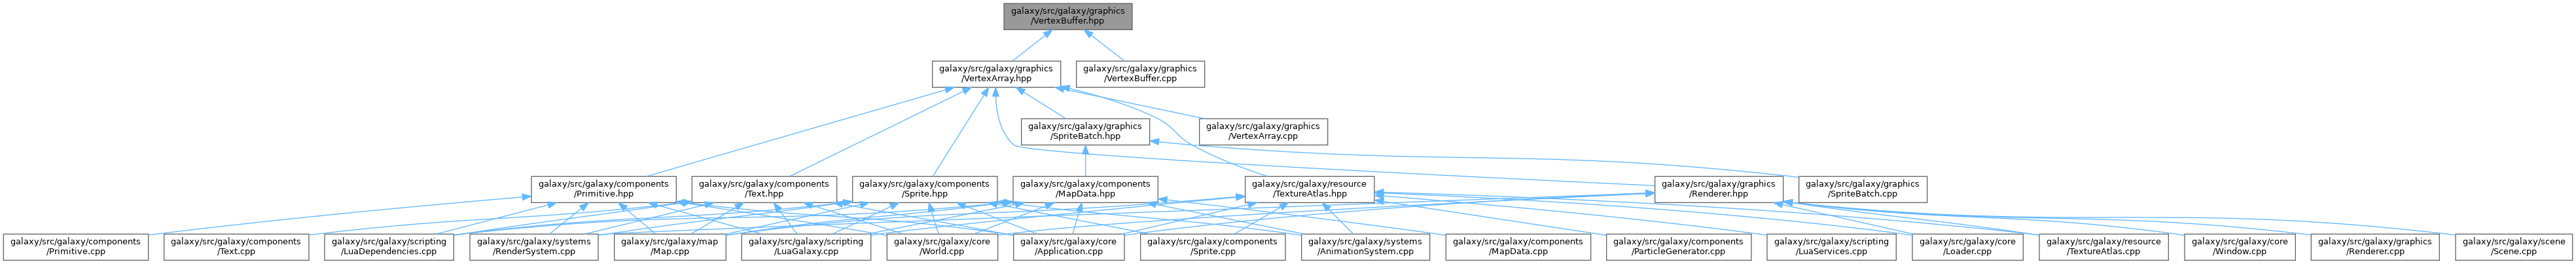 galaxy/src/galaxy/graphics
/VertexBuffer.hpp
galaxy/src/galaxy/graphics
/VertexArray.hpp
galaxy/src/galaxy/graphics
/VertexBuffer.cpp
galaxy/src/galaxy/graphics
/SpriteBatch.hpp
galaxy/src/galaxy/graphics
/VertexArray.cpp
galaxy/src/galaxy/components
/Primitive.hpp
galaxy/src/galaxy/components
/Text.hpp
galaxy/src/galaxy/components
/Sprite.hpp
galaxy/src/galaxy/components
/MapData.hpp
galaxy/src/galaxy/resource
/TextureAtlas.hpp
galaxy/src/galaxy/graphics
/Renderer.hpp
galaxy/src/galaxy/graphics
/SpriteBatch.cpp
galaxy/src/galaxy/components
/Primitive.cpp
galaxy/src/galaxy/components
/Text.cpp
galaxy/src/galaxy/scripting
/LuaDependencies.cpp
galaxy/src/galaxy/systems
/RenderSystem.cpp
galaxy/src/galaxy/map
/Map.cpp
galaxy/src/galaxy/scripting
/LuaGalaxy.cpp
galaxy/src/galaxy/core
/World.cpp
galaxy/src/galaxy/core
/Application.cpp
galaxy/src/galaxy/components
/Sprite.cpp
galaxy/src/galaxy/systems
/AnimationSystem.cpp
galaxy/src/galaxy/components
/MapData.cpp
galaxy/src/galaxy/components
/ParticleGenerator.cpp
galaxy/src/galaxy/scripting
/LuaServices.cpp
galaxy/src/galaxy/core
/Loader.cpp
galaxy/src/galaxy/resource
/TextureAtlas.cpp
galaxy/src/galaxy/core
/Window.cpp
galaxy/src/galaxy/graphics
/Renderer.cpp
galaxy/src/galaxy/scene
/Scene.cpp